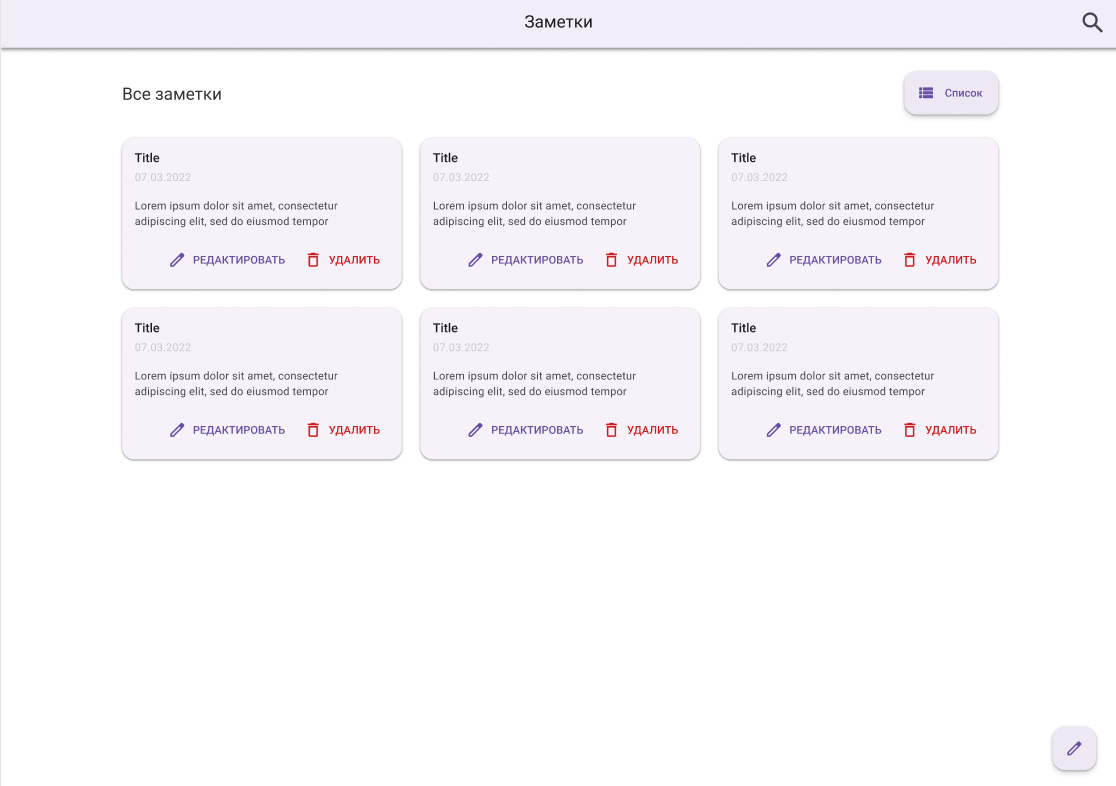 Заметки
Все заметки
Список
Title
07.03.2022
Lorem ipsum dolor sit amet, consectetur
adipiscing elit, sed do eiusmod tempor
РЕДАКТИРОВАТЬ
УДАЛИТЬ
Title
07.03.2022
Lorem ipsum dolor sit amet, consectetur
adipiscing elit, sed do eiusmod tempor
РЕДАКТИРОВАТЬ
УДАЛИТЬ
Title
07.03.2022
Lorem ipsum dolor sit amet, consectetur
adipiscing elit, sed do eiusmod tempor
РЕДАКТИРОВАТЬ
УДАЛИТЬ
Title
07.03.2022
Lorem ipsum dolor sit amet, consectetur
adipiscing elit, sed do eiusmod tempor
РЕДАКТИРОВАТЬ
УДАЛИТЬ
Title
07.03.2022
Lorem ipsum dolor sit amet, consectetur
adipiscing elit, sed do eiusmod tempor
РЕДАКТИРОВАТЬ
УДАЛИТЬ
Title
07.03.2022
Lorem ipsum dolor sit amet, consectetur
adipiscing elit, sed do eiusmod tempor
РЕДАКТИРОВАТЬ
УДАЛИТЬ